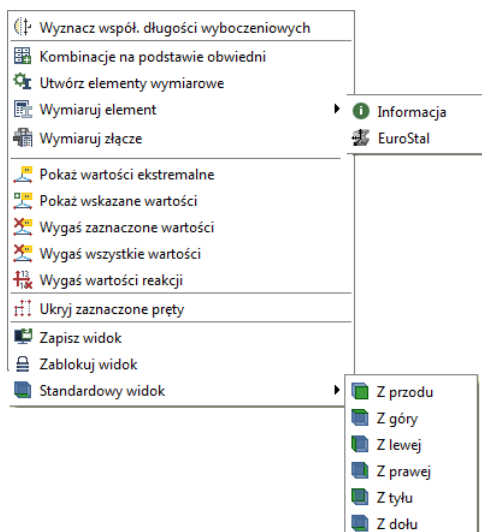 Wyznacz współ. długości wyboczeniowych
Kombinacje na podstawie obwiedni
Utwórz elementy wymiarowe
Wymiaruj element
Informacja
EuroStal
Wymiaruj złącze
Pokaż wartości ekstremalne
Pokaż wskazane wartości
Wygaś zaznaczone wartości
Wygaś wszystkie wartości
Wygaś wartości reakcji
Ukryj zaznaczone pręty
Zapisz widok
Zablokuj widok
Standardowy widok
Z przodu
Z góry
Z lewej
Z prawej
Z tyłu
Z dołu